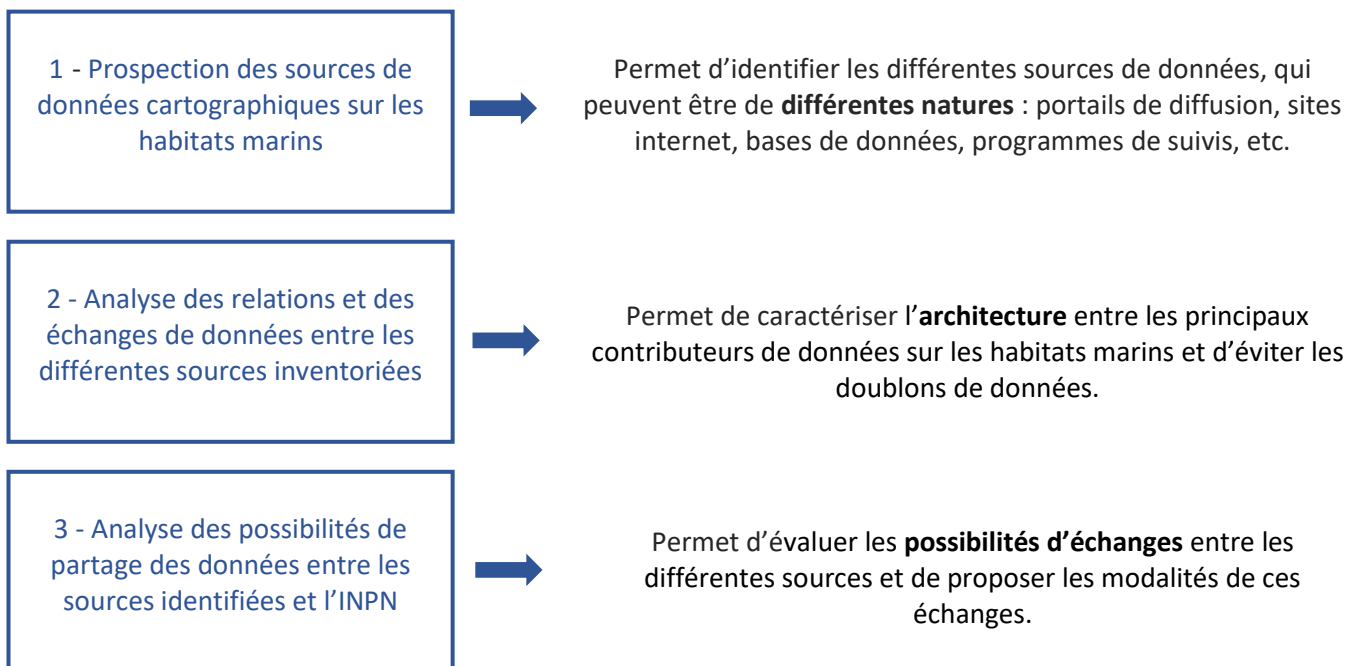 1 - Prospection des sources de
données cartographiques sur les
habitats marins
Permet d’identifier les différentes sources de données, qui
peuvent être de différentes natures : portails de diffusion, sites
internet, bases de données, programmes de suivis, etc.
2 - Analyse des relations et des
échanges de données entre les
différentes sources inventoriées
Permet de caractériser l’architecture entre les principaux
contributeurs de données sur les habitats marins et d’éviter les
doublons de données.
3 - Analyse des possibilités de
partage des données entre les
sources identifiées et l’INPN
Permet d’évaluer les possibilités d’échanges entre les
différentes sources et de proposer les modalités de ces
échanges.